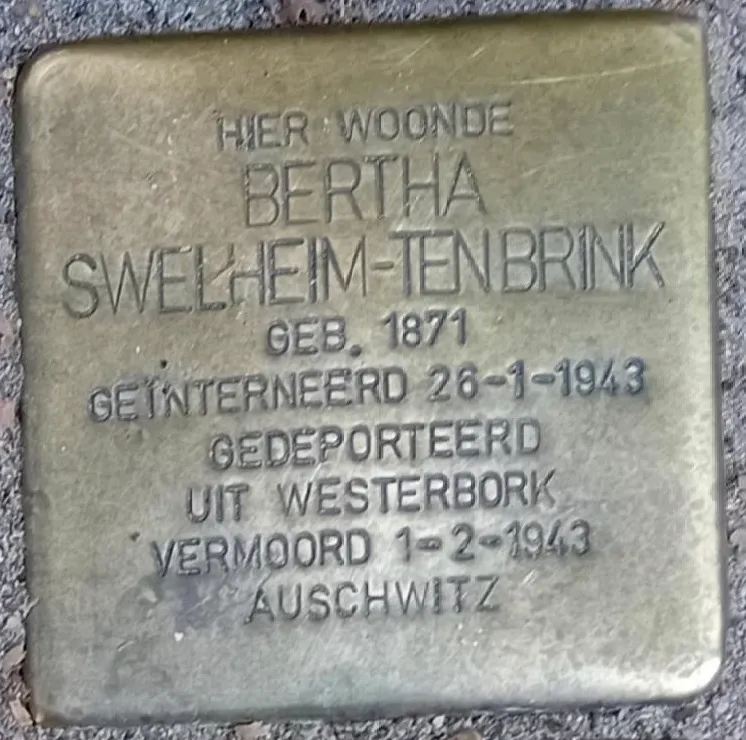 HIER WOONDE
BERTHA
SWELHEIM-TEN BRINK
GEB. 1871
GEÏNTERNEERD 26-1-1943
GEDEPORTEERD
UIT WESTERBORK
VERMOORD 1-2-1943
AUSCHWITZ